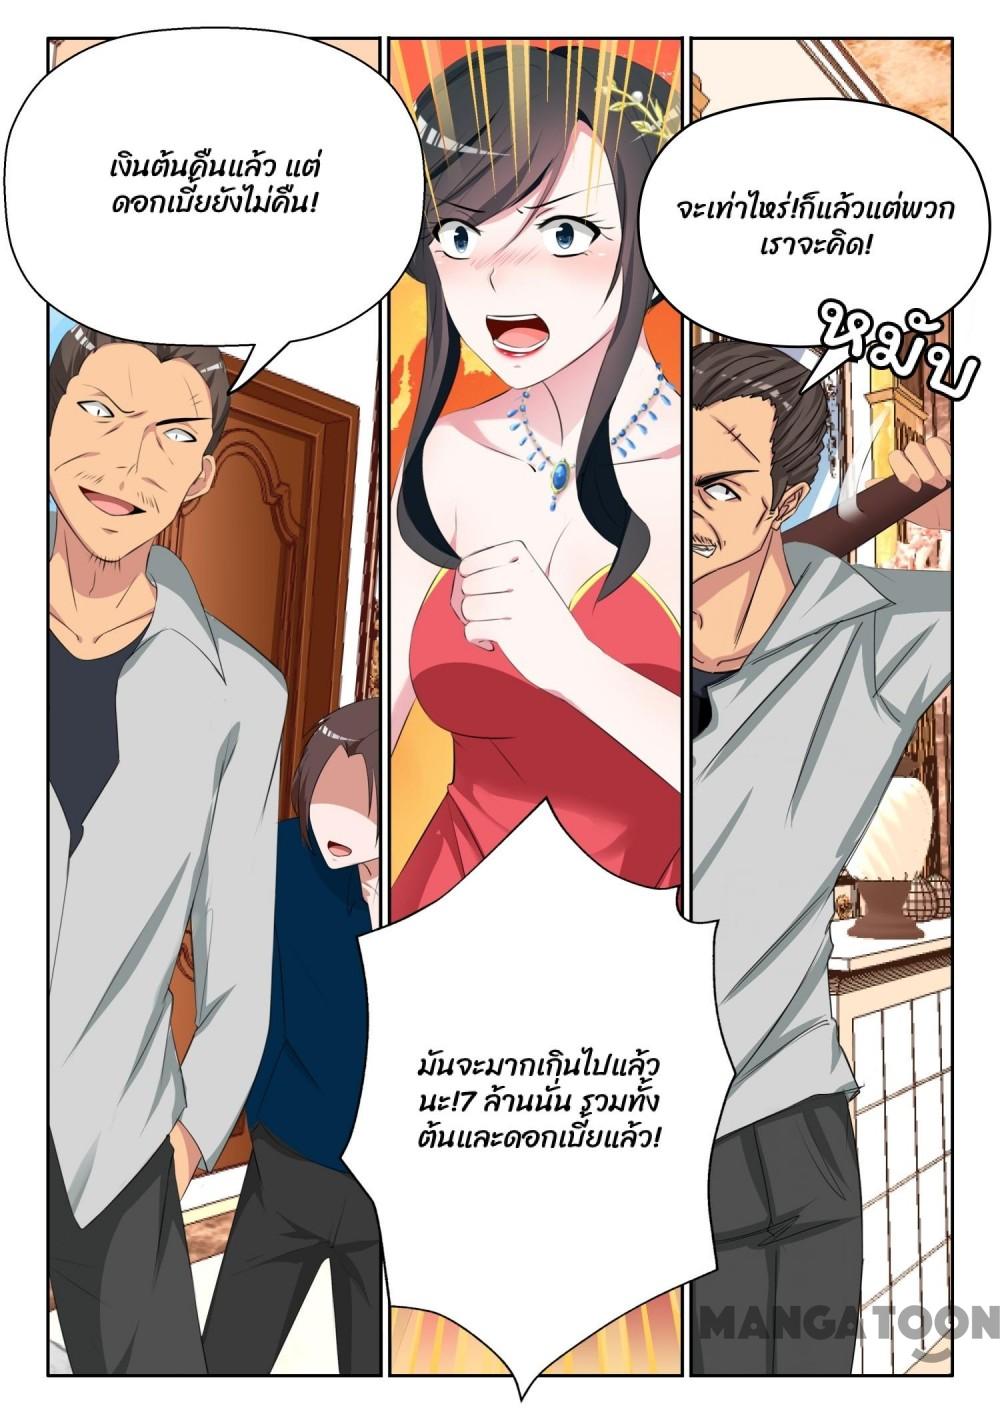 เงินต้นคืนแล้ว แต่
ดอกเบี้ยยังไม่คืน!
มันจะมากเกินไปแล้ว
นะ!7 ล้านนั่น รวมทั้ง
ต้นและดอกเบี้ยแล้ว!
จะเท่าไหร่!ก็แล้วแต่พวก
เราจะคิด!
หมับ
MANGATOON